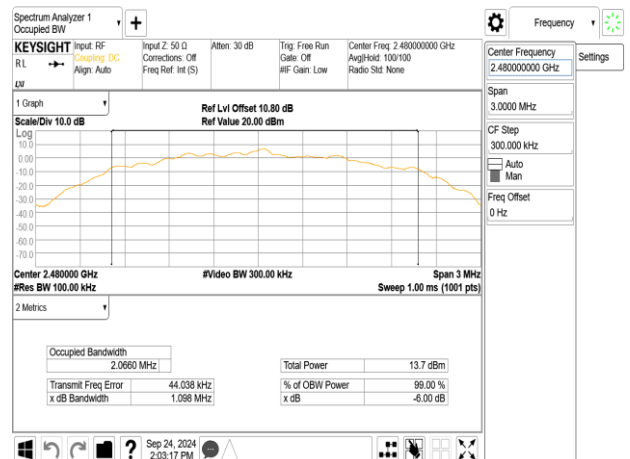 Spectrum Analyzer 1
Occupied BW
Frequency
KEYSIGHT
RL
LXI
Input: RF
Coupling: DC
Align: Auto
Input Z: 50 Ω
Corrections: Off
Freq Ref: Int (S)
Atten: 30 dB
Trig: Free Run
Gate: Off
#IF Gain: Low
Center Freq: 2.480000000 GHz
Avg|Hold: 100/100
Radio Std: None
Center Frequency
2.480000000 GHz
Settings
Span
3.0000 MHz
CF Step
300.000 kHz
Auto
Man
Freq Offset
0 Hz
1 Graph
Ref Lvl Offset 10.80 dB
Scale/Div 10.0 dB
Ref Value 20.00 dBm
Log
10.0
0.00
-10.0
-20.0
-30.0
-40.0
-50.0
-60.0
-70.0
Center 2.480000 GHz
#Video BW 300.00 kHz
Span 3 MHz
#Res BW 100.00 kHz
Sweep 1.00 ms (1001 pts)
2 Metrics
Occupied Bandwidth
2.0660 MHz
Total Power
13.7 dBm
Transmit Freq Error
44.038 kHz
% of OBW Power
99.00 %
x dB Bandwidth
1.098 MHz
x dB
-6.00 dB
?
Sep 24, 2024
2:03:17 PM